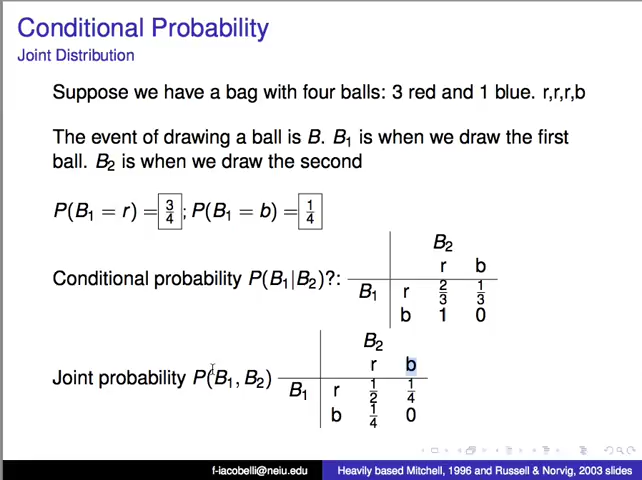 Conditional Probability
Joint Distribution
Suppose we have a bag with four balls: 3 red and 1 blue. r,r,r,b
The event of drawing a ball is B. B₁ is when we draw the first
ball. B₂ is when we draw the second
P(B₁ = r) = 3/4; P(B₁ = b) = 1/4
B₂
r b
Conditional probability P(B₁|B₂)?: B₁ r 2/3 1/3
b 1 0
B₂
r b
Joint probability P(B₁, B₂) B₁ r 1/2 1/4
b 1/4 0
f-iacobelli@neiu.edu Heavily based Mitchell, 1996 and Russell & Norvig, 2003 slides